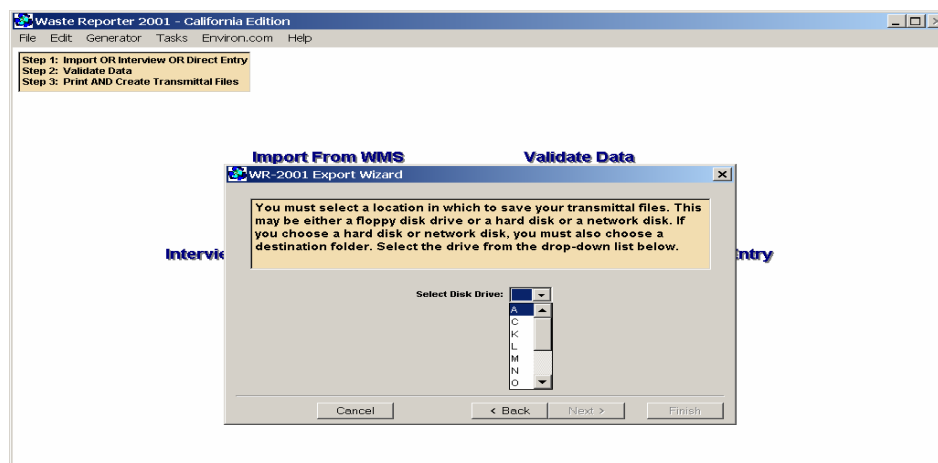 Waste Reporter 2001 - California Edition
File Edit Generator Tasks Environ.com Help
Step 1: Import OR Interview OR Direct Entry
Step 2: Validate Data
Step 3: Print AND Create Transmittal Files
Import From WMS Validate Data
WR-2001 Export Wizard
You must select a location in which to save your transmittal files. This
may be either a floppy disk drive or a hard disk or a network disk. If
you choose a hard disk or network disk, you must also choose a
destination folder. Select the drive from the drop-down list below.
Select Disk Drive:
A
C
K
L
M
N
O
Cancel < Back Next > Finish